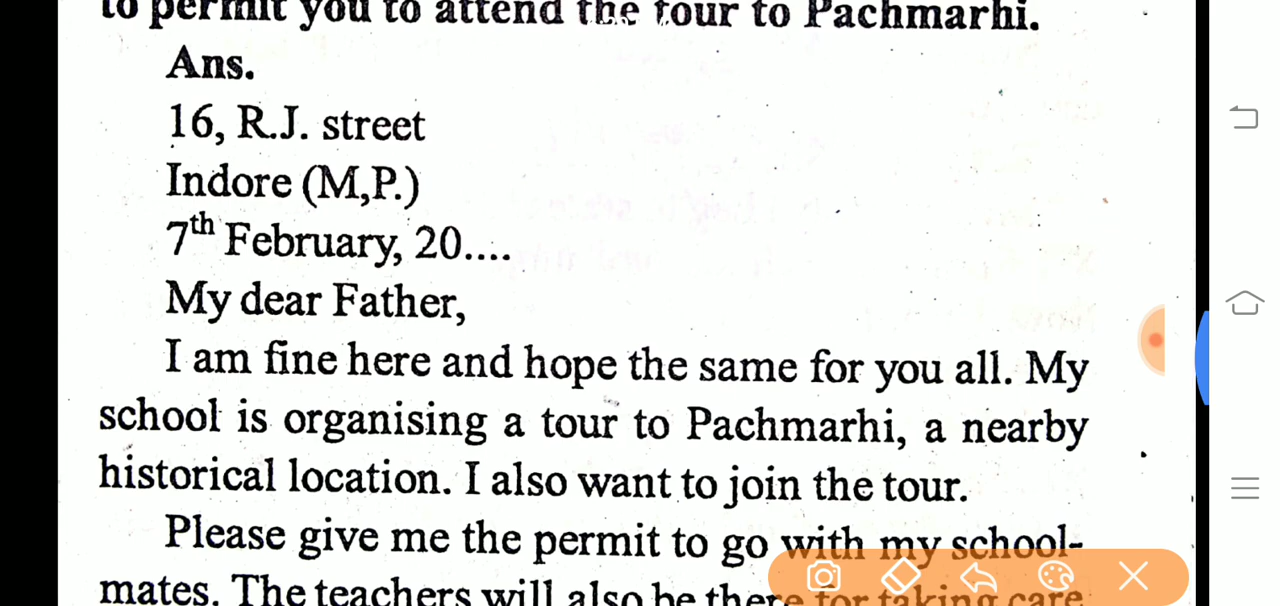 to permit you to attend the tour to Pachmarhi.
Ans.
16, R.J. street
Indore (M,P.)
7th February, 20....
My dear Father,
I am fine here and hope the same for you all. My
school is organising a tour to Pachmarhi, a nearby
historical location. I also want to join the tour.
Please give me the permit to go with my school-
mates. The teachers will also be there for taking care